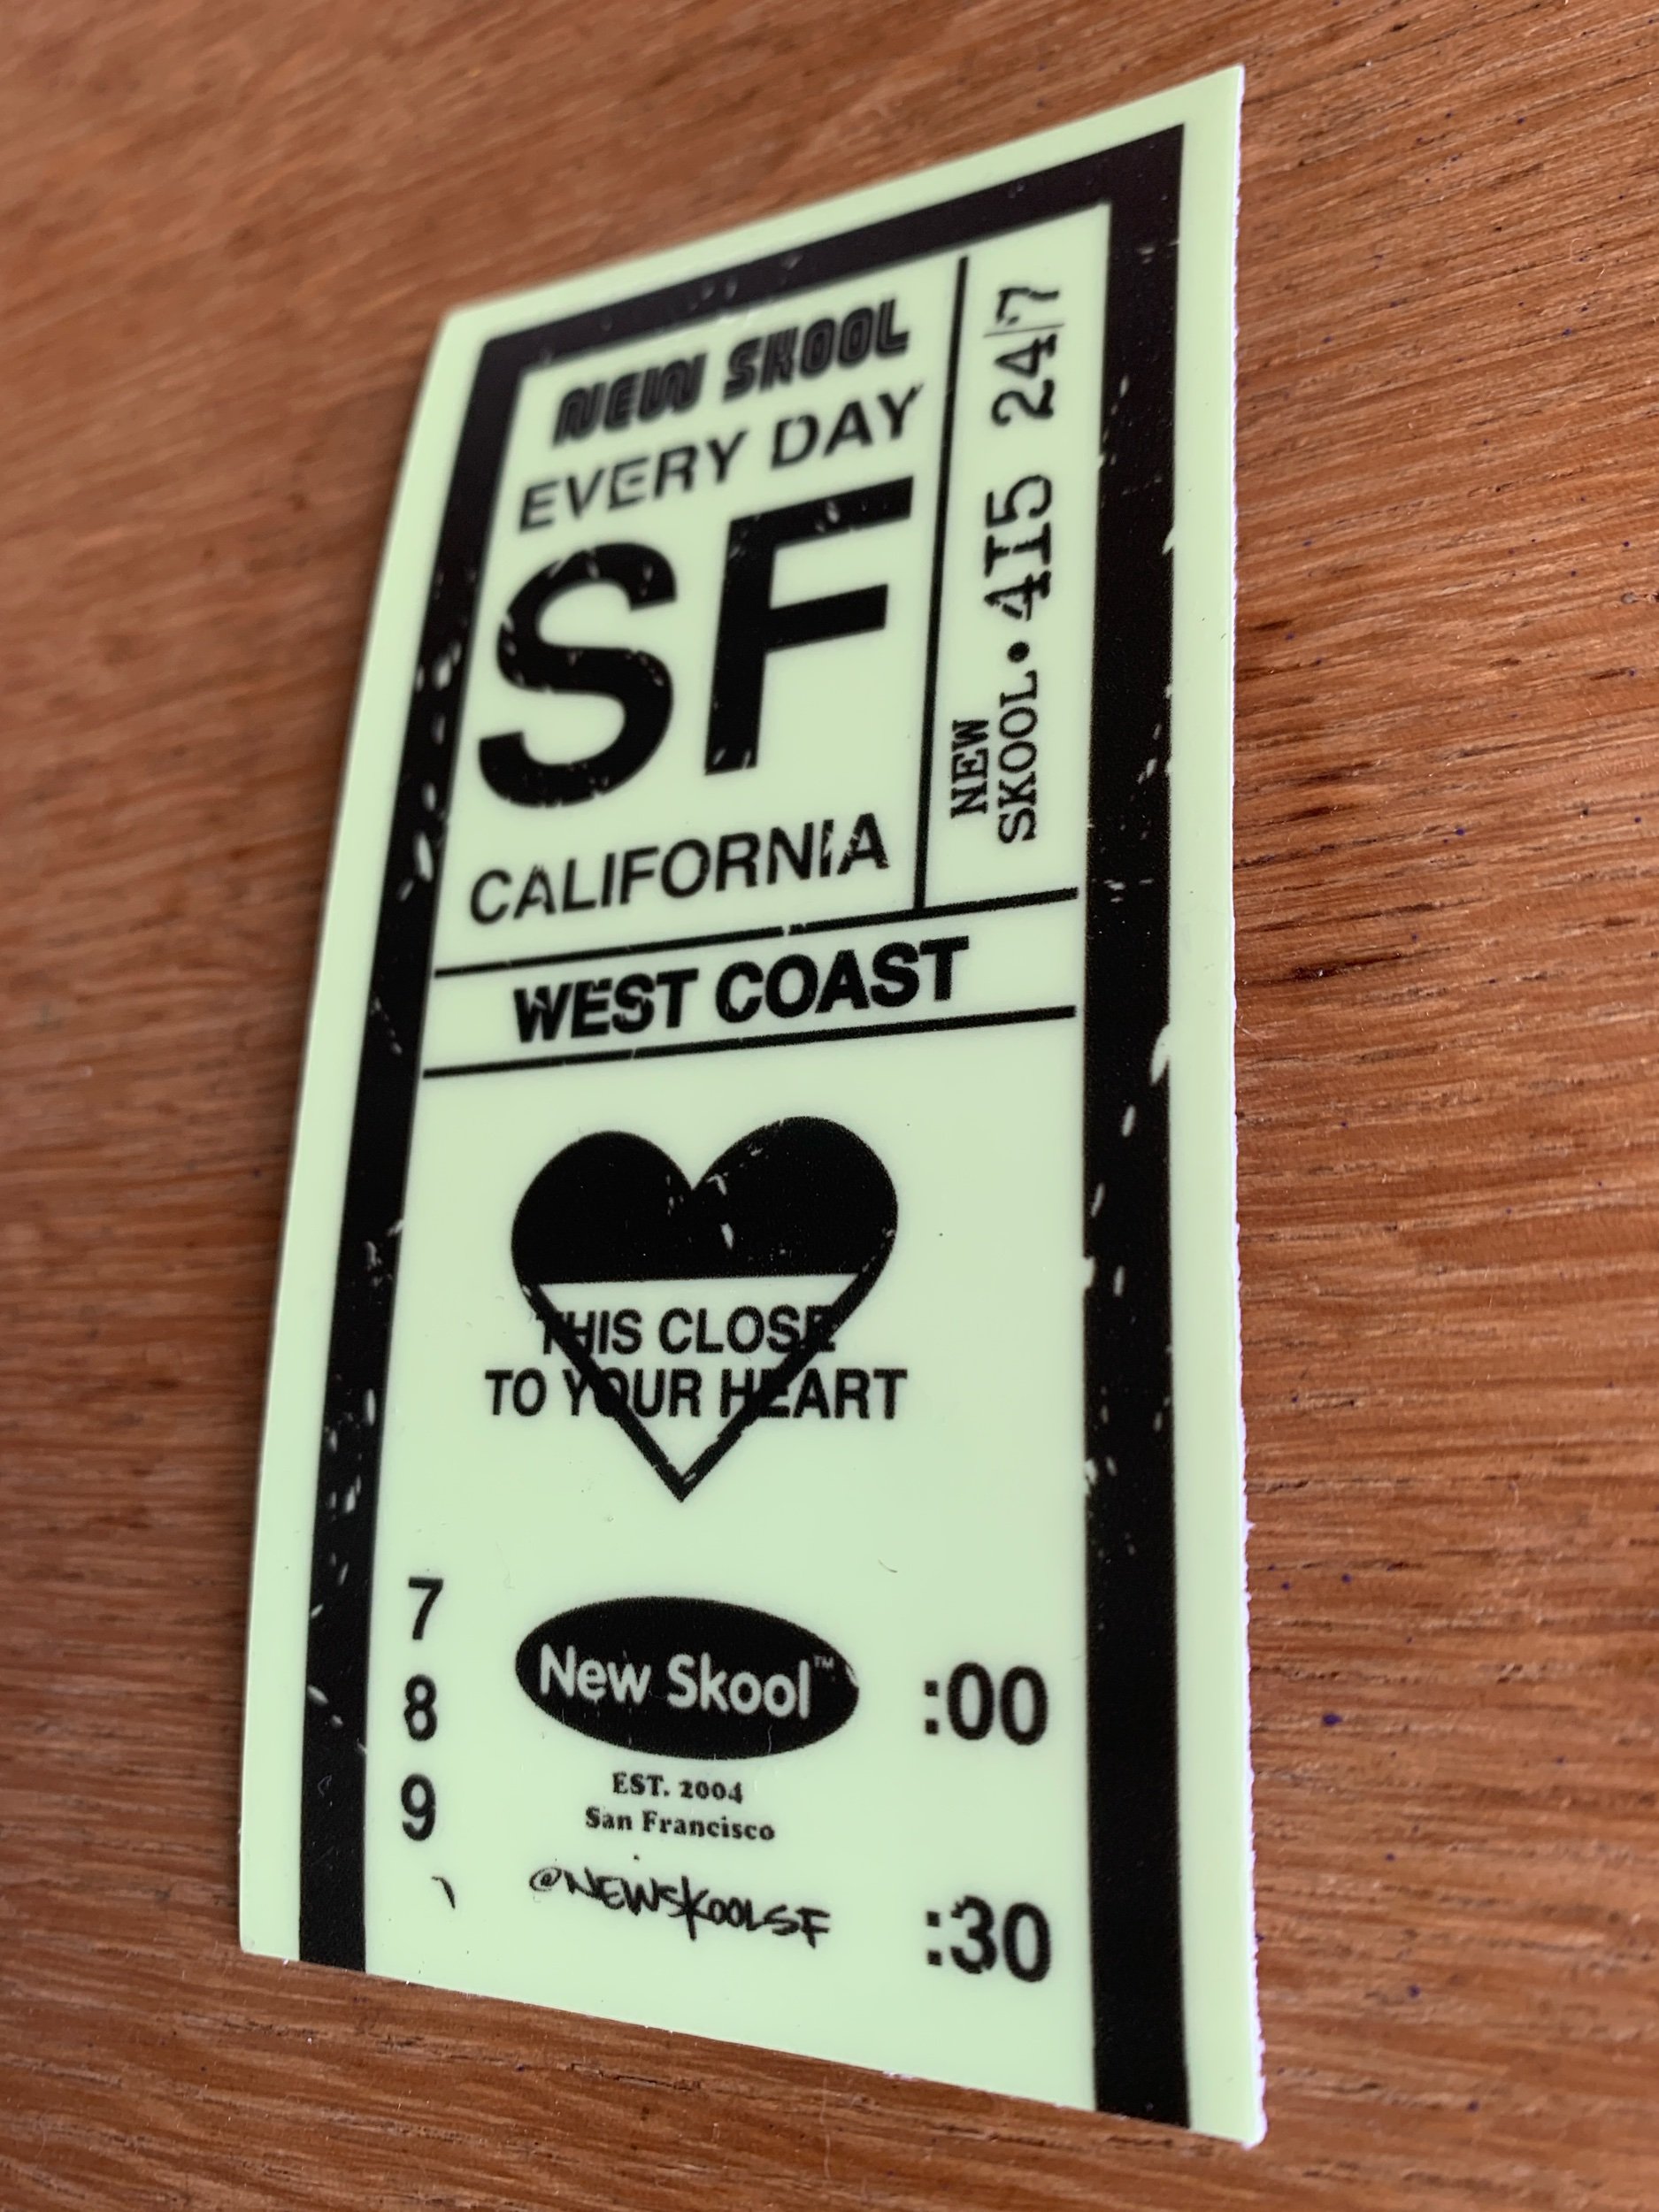 NEW SKOOL
EVERY DAY
SF
CALIFORNIA
NEW
SKOOL • 415 24/7
WEST COAST
THIS CLOSE
TO YOUR HEART
7
8
9
New Skool™
:00
EST. 2004
San Francisco
@NEWSKOOLSF
:30